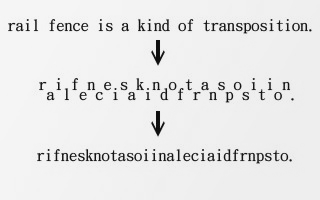 rail fence is a kind of transposition.
r i f n e s k n o t a s o i i n
a l e c i a i d f r n p s t o .
rifnesknotasoiinaleciaidfrnpsto.